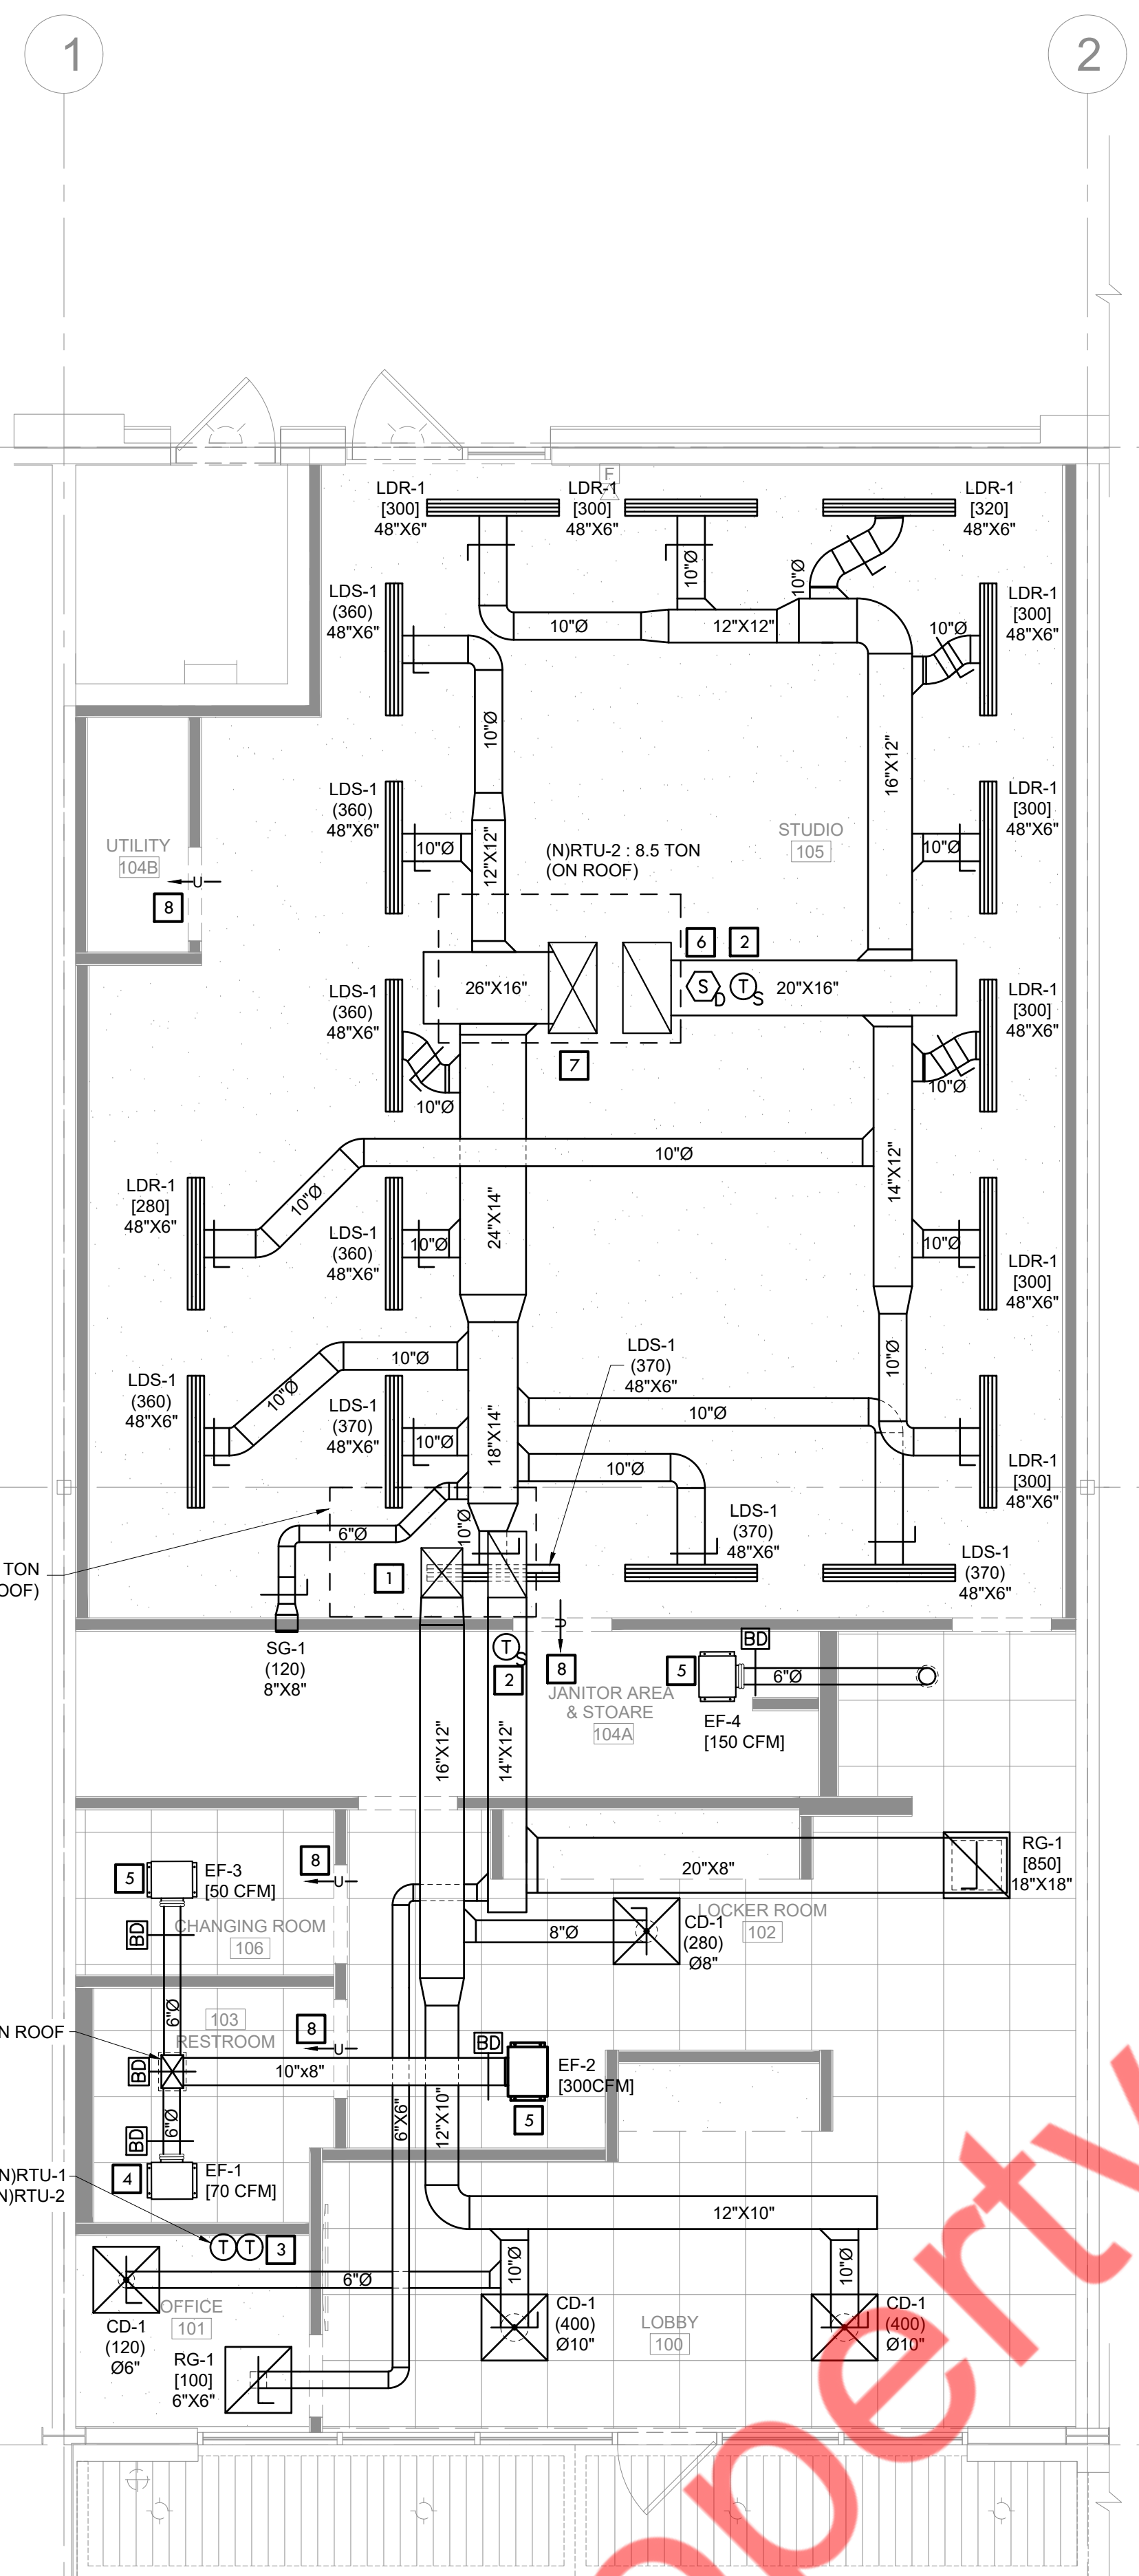 1
2
LDR-1
[300]
48"X6"
LDR-1
[300]
48"X6"
F
LDR-1
[320]
48"X6"
10"Ø
10"Ø
LDS-1
(360)
48"X6"
LDR-1
[300]
48"X6"
10"Ø
12"X12"
10"Ø
10"Ø
16"X12"
LDS-1
(360)
48"X6"
LDR-1
[300]
48"X6"
UTILITY
104B
U
8
10"Ø
12"X12"
STUDIO
105
10"Ø
(N)RTU-2 : 8.5 TON
(ON ROOF)
6
2
LDS-1
(360)
48"X6"
26"X16"
S
D
T
S
20"X16"
LDR-1
[300]
48"X6"
7
10"Ø
10"Ø
10"Ø
14"X12"
LDR-1
[280]
48"X6"
10"Ø
24"X14"
LDS-1
(360)
48"X6"
10"Ø
10"Ø
LDR-1
[300]
48"X6"
LDS-1
(370)
48"X6"
10"Ø
10"Ø
LDS-1
(360)
48"X6"
10"Ø
LDS-1
(370)
48"X6"
10"Ø
18"X14"
10"Ø
10"Ø
LDR-1
[300]
48"X6"
LDS-1
(370)
48"X6"
6"Ø
10"Ø
TON
OOF)
1
LDS-1
(370)
48"X6"
SG-1
(120)
8"X8"
T
S
2
U
8
5
BD
6"Ø
JANITOR AREA
& STOARE
104A
EF-4
[150 CFM]
16"X12"
14"X12"
RG-1
[850]
18"X18"
20"X8"
5
EF-3
[50 CFM]
8
U
BD
CHANGING ROOM
106
8"Ø
CD-1
(280)
Ø8"
LOCKER ROOM
102
6"Ø
103
RESTROOM
8
U
N ROOF
BD
10"x8"
BD
EF-2
[300CFM]
5
6"Ø
BD
6"X6"
12"X10"
N)RTU-1
N)RTU-2
4
EF-1
[70 CFM]
12"X10"
T
T
3
6"Ø
10"Ø
10"Ø
OFFICE
101
CD-1
(120)
Ø6"
CD-1
(400)
Ø10"
LOBBY
100
CD-1
(400)
Ø10"
RG-1
[100]
6"X6"
perty